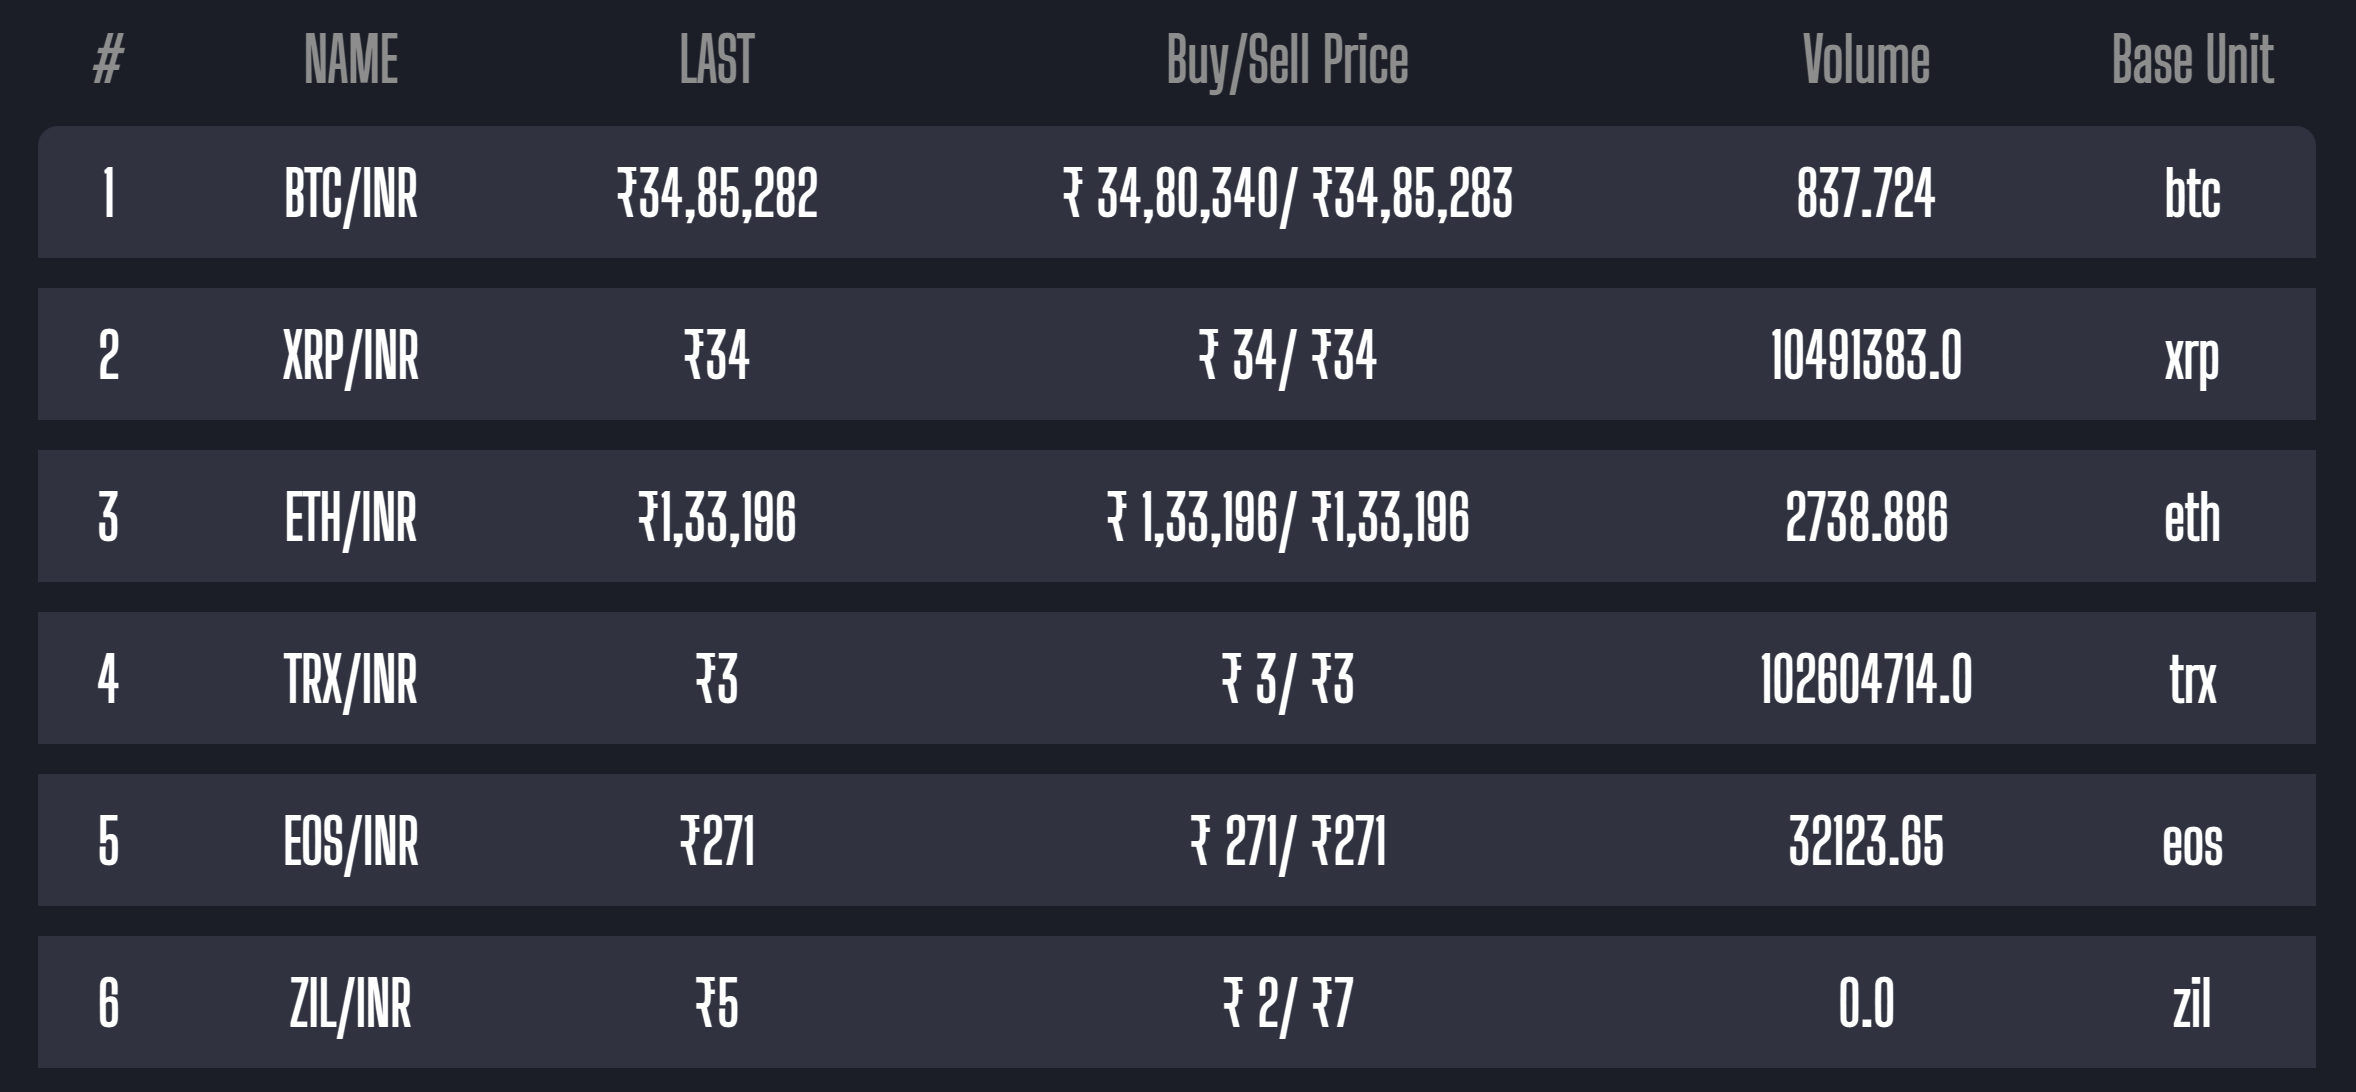 # NAME LAST Buy/Sell Price Volume Base Unit
1 BTC/INR ₹34,85,282 ₹ 34,80,340/ ₹34,85,283 837.724 btc
2 XRP/INR ₹34 ₹ 34/ ₹34 10491383.0 xrp
3 ETH/INR ₹1,33,196 ₹ 1,33,196/ ₹1,33,196 2738.886 eth
4 TRX/INR ₹3 ₹ 3/ ₹3 102604714.0 trx
5 EOS/INR ₹271 ₹ 271/ ₹271 32123.65 eos
6 ZIL/INR ₹5 ₹ 2/ ₹7 0.0 zil